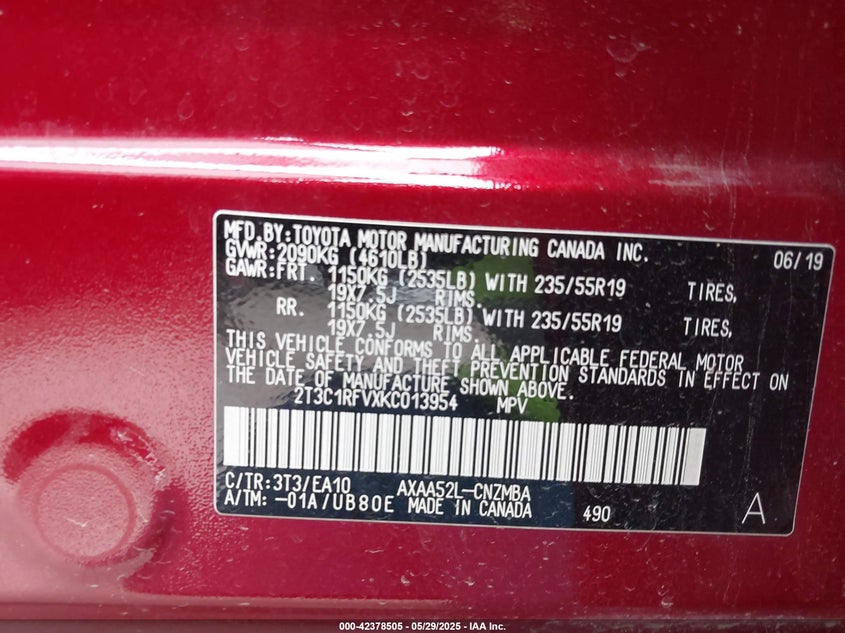 MFD.BY:TOYOTA MOTOR MANUFACTURING CANADA INC. 06/19
GVWR:2090KG (4610LB)
GAWR:FRT. 1150KG (2535LB) WITH 235/55R19 TIRES,
19X7.5J RIMS.
RR. 1150KG (2535LB) WITH 235/55R19 TIRES,
19X7.5J RIMS.
THIS VEHICLE CONFORMS TO ALL APPLICABLE FEDERAL MOTOR
VEHICLE SAFETY AND THEFT PREVENTION STANDARDS IN EFFECT ON
THE DATE OF MANUFACTURE SHOWN ABOVE.
2T3C1RFVXKC013954 MPV
C/TR:3T3/EA10 AXAA52L-CNZMBA
A/TM: -01A/UB80E MADE IN CANADA 490 A
000-42378505 - 05/29/2025 - IAA Inc.